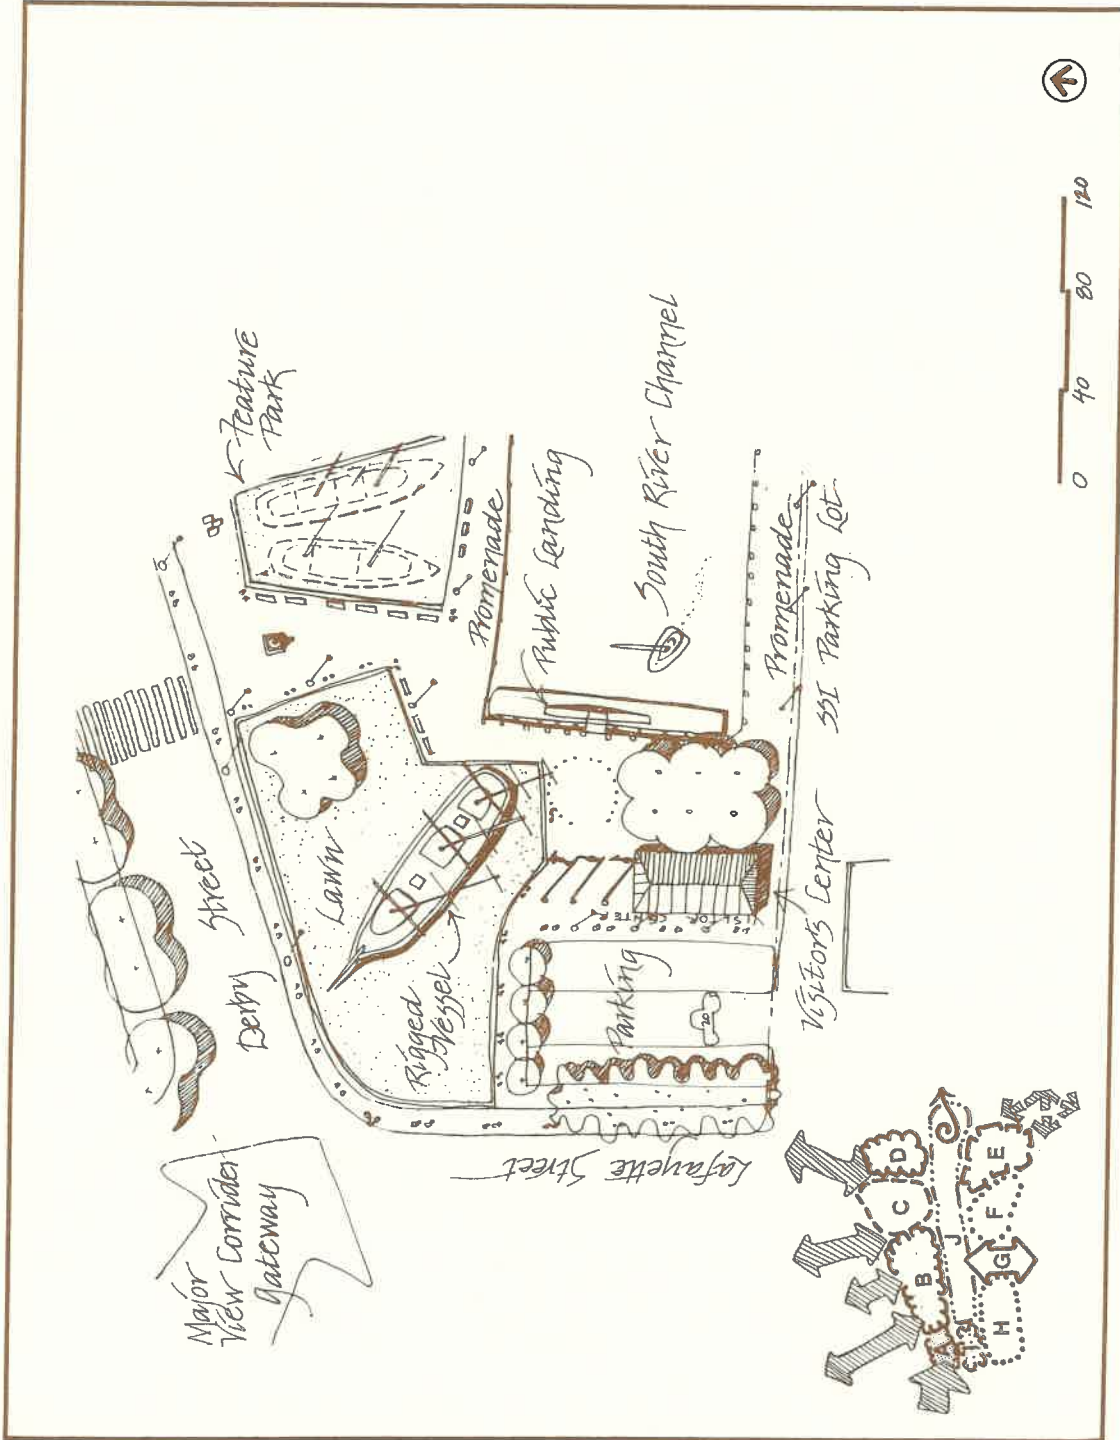 Feature
Park
Promenade
Public Landing
South River Channel
Promenade
SSI Parking Lot
Derby Street
Lawn
Rigged
Vessel
Parking
20
VISITOR CENTER
Visitors Center
Lafayette Street
Major
View Corridor
Gateway
0 40 80 120
A
B
C
D
E
F
G
H
I
J